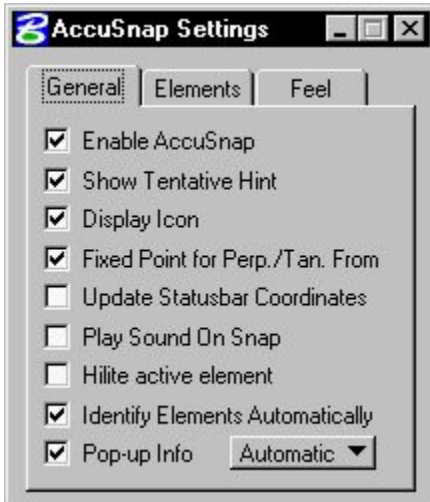 AccuSnap Settings
General Elements Feel
Enable AccuSnap
Show Tentative Hint
Display Icon
Fixed Point for Perp./Tan. From
Update Statusbar Coordinates
Play Sound On Snap
Hilite active element
Identify Elements Automatically
Pop-up Info Automatic